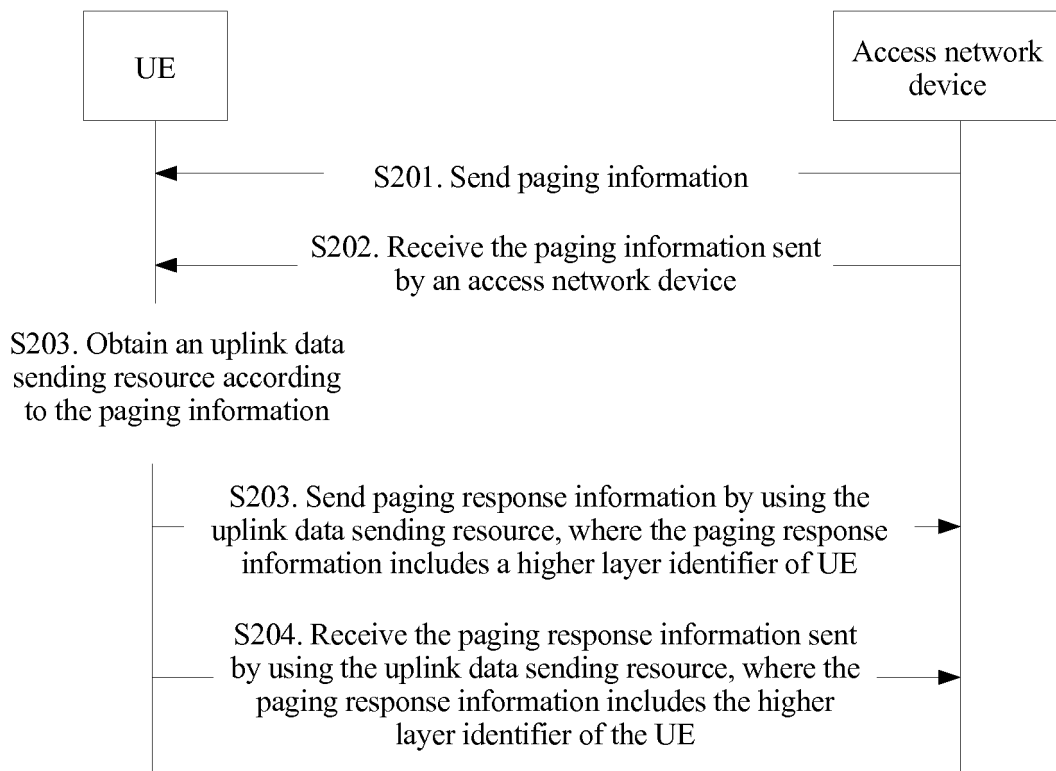 UE
Access network
device
S201. Send paging information
S202. Receive the paging information sent
by an access network device
S203. Obtain an uplink data
sending resource according
to the paging information
S203. Send paging response information by using the
uplink data sending resource, where the paging response
information includes a higher layer identifier of UE
S204. Receive the paging response information sent
by using the uplink data sending resource, where the
paging response information includes the higher
layer identifier of the UE